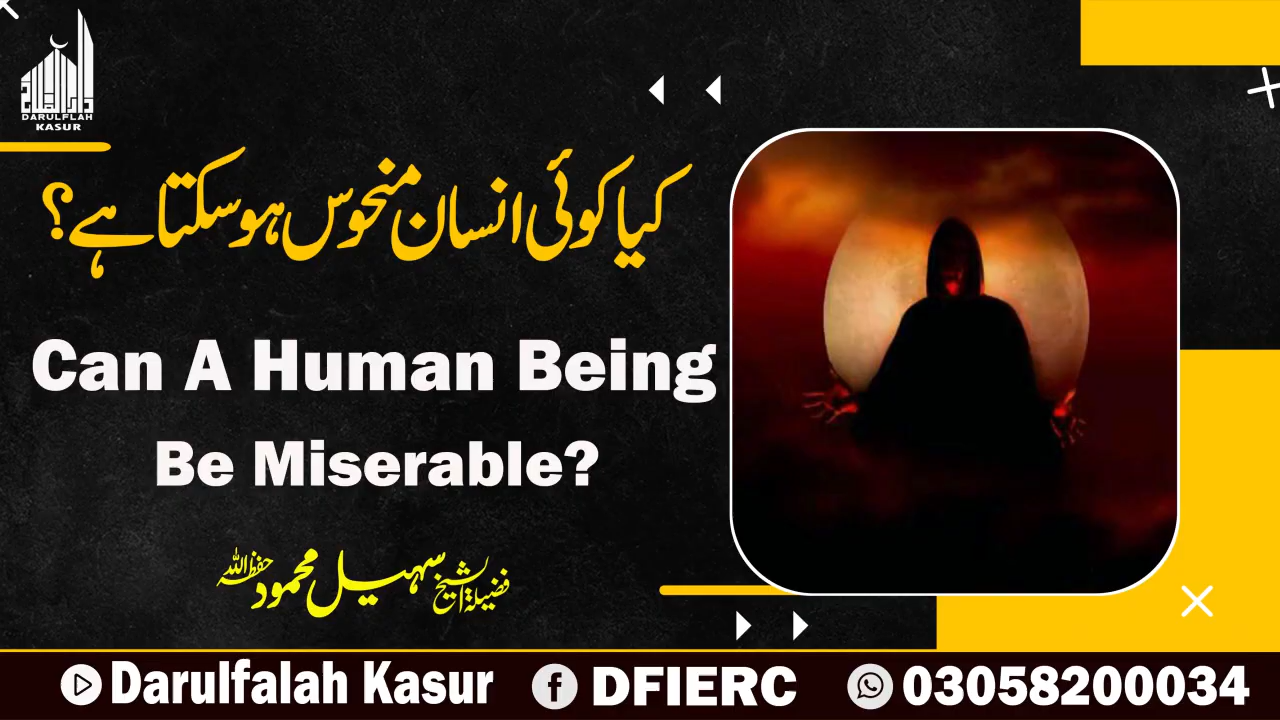 دارالفلاح
DARULFLAH
KASUR
کیا کوئی انسان منحوس ہو سکتا ہے؟
Can A Human Being
Be Miserable?
فضیلۃ الشیخ سہیل محمود حفظہ اللہ
Darulfalah Kasur
DFIERC
03058200034